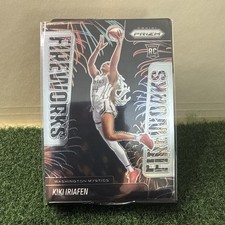 PRIZM
RC
FIREWORKS
FIREWORKS
WASHINGTON MYSTICS
KIKI IRIAFEN